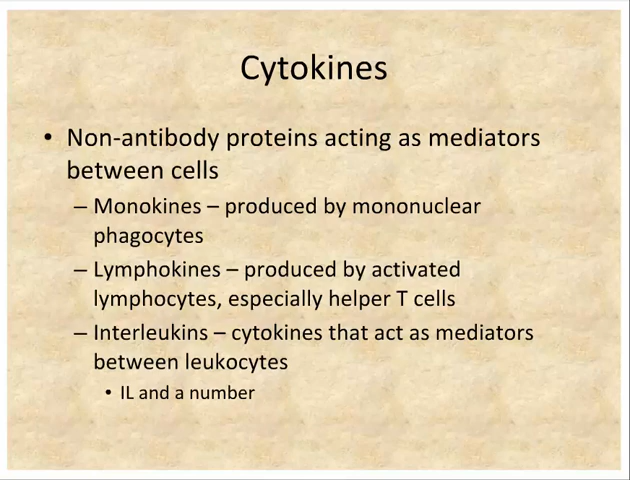 Cytokines
• Non-antibody proteins acting as mediators
between cells
– Monokines – produced by mononuclear
phagocytes
– Lymphokines – produced by activated
lymphocytes, especially helper T cells
– Interleukins – cytokines that act as mediators
between leukocytes
• IL and a number